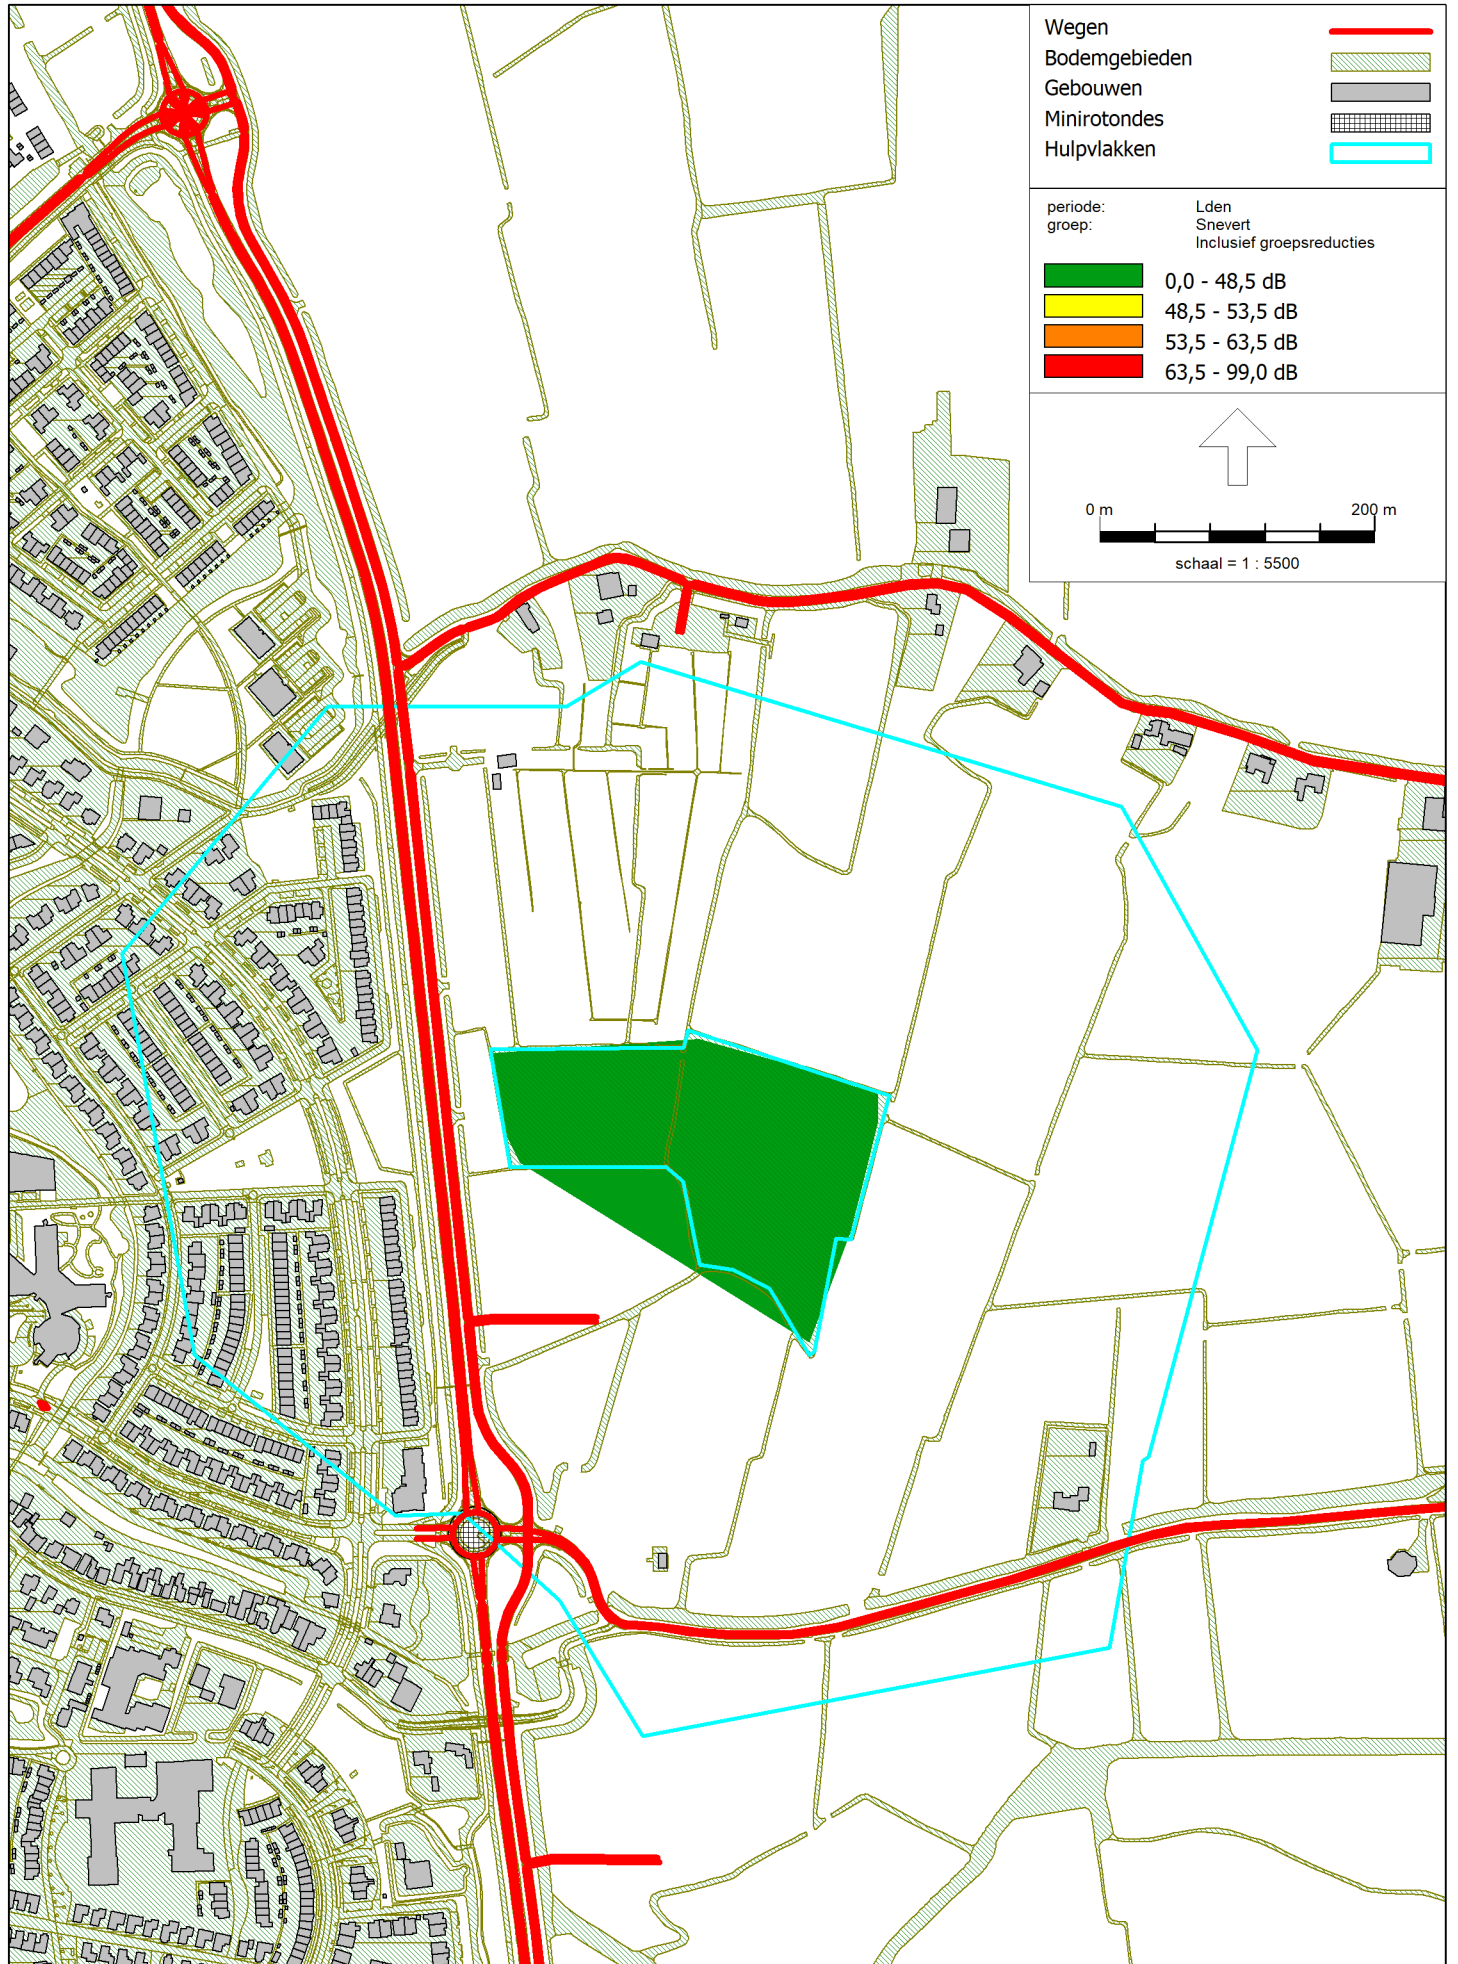 Wegen
Bodemgebieden
Gebouwen
Minirotondes
Hulpvlakken
periode: Lden
groep: Snevert
Inclusief groepsreducties
0,0 - 48,5 dB
48,5 - 53,5 dB
53,5 - 63,5 dB
63,5 - 99,0 dB
0 m 200 m
schaal = 1 : 5500